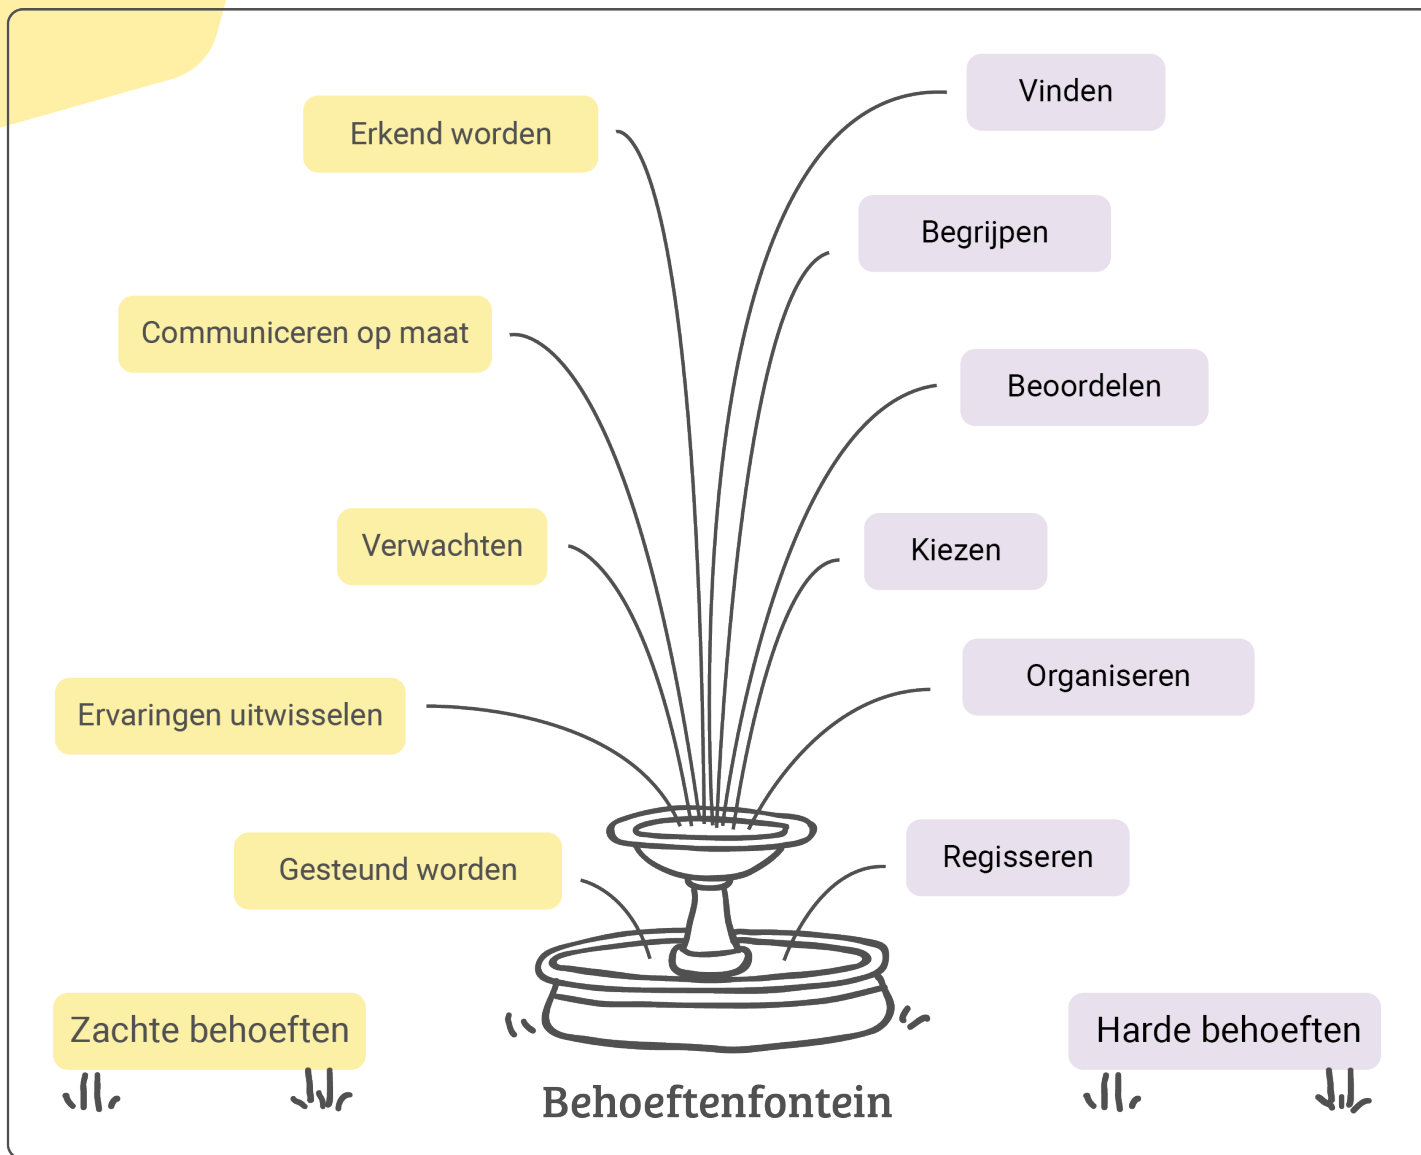 Erkend worden
Communiceren op maat
Verwachten
Ervaringen uitwisselen
Gesteund worden
Zachte behoeften
Vinden
Begrijpen
Beoordelen
Kiezen
Organiseren
Regisseren
Harde behoeften
Behoeftenfontein